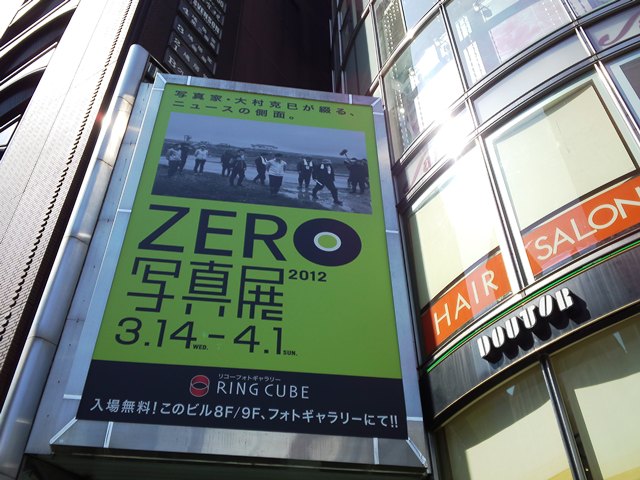 写真家・大村克巳が綴る、
ニュースの側面。
ZERO
写真展 2012
3.14 WED. - 4.1 SUN.
リコーフォトギャラリー
RING CUBE
入場無料!このビル8F/9F、フォトギャラリーにて!!
HAIR SALON
DOUTOR